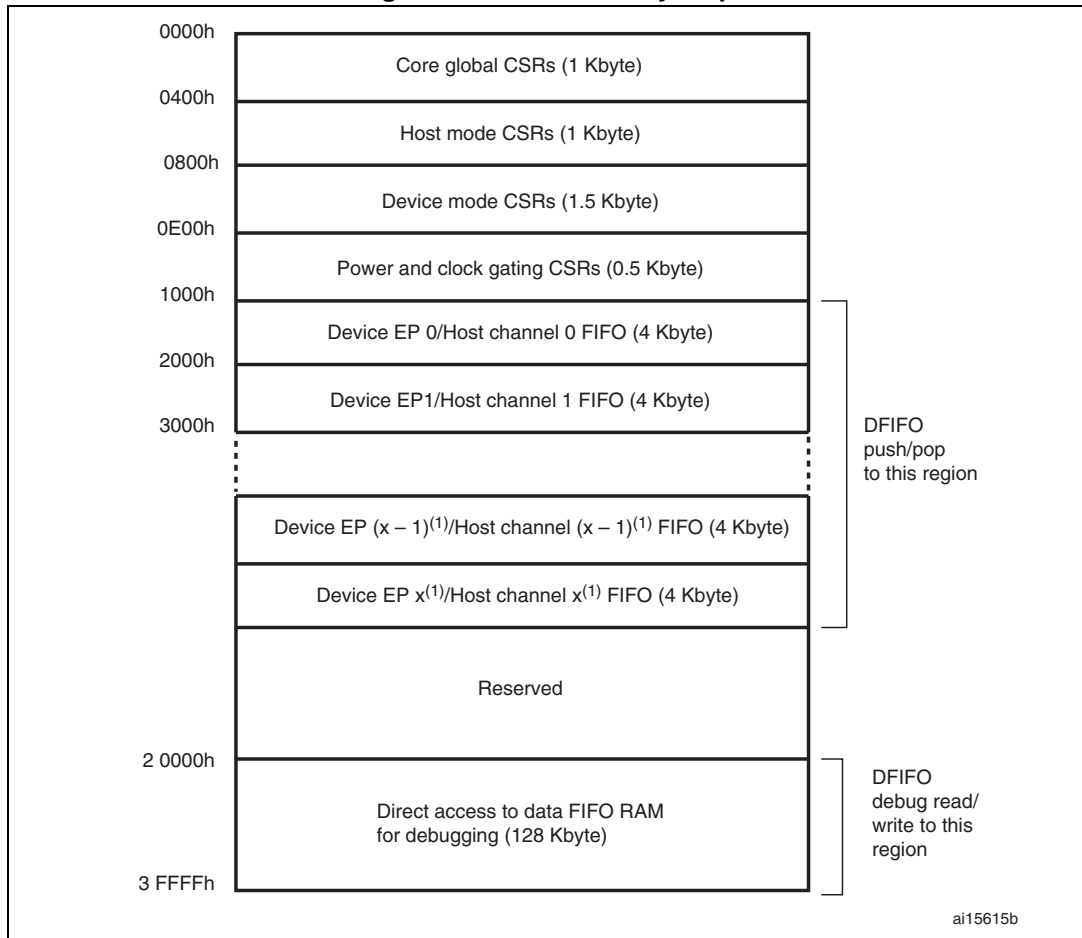 0000h
Core global CSRs (1 Kbyte)
0400h
Host mode CSRs (1 Kbyte)
0800h
Device mode CSRs (1.5 Kbyte)
0E00h
Power and clock gating CSRs (0.5 Kbyte)
1000h
Device EP 0/Host channel 0 FIFO (4 Kbyte)
2000h
Device EP1/Host channel 1 FIFO (4 Kbyte)
3000h
DFIFO
push/pop
to this region
Device EP (x – 1)(1)/Host channel (x – 1)(1) FIFO (4 Kbyte)
Device EP x(1)/Host channel x(1) FIFO (4 Kbyte)
Reserved
2 0000h
Direct access to data FIFO RAM
for debugging (128 Kbyte)
DFIFO
debug read/
write to this
region
3 FFFFh
ai15615b